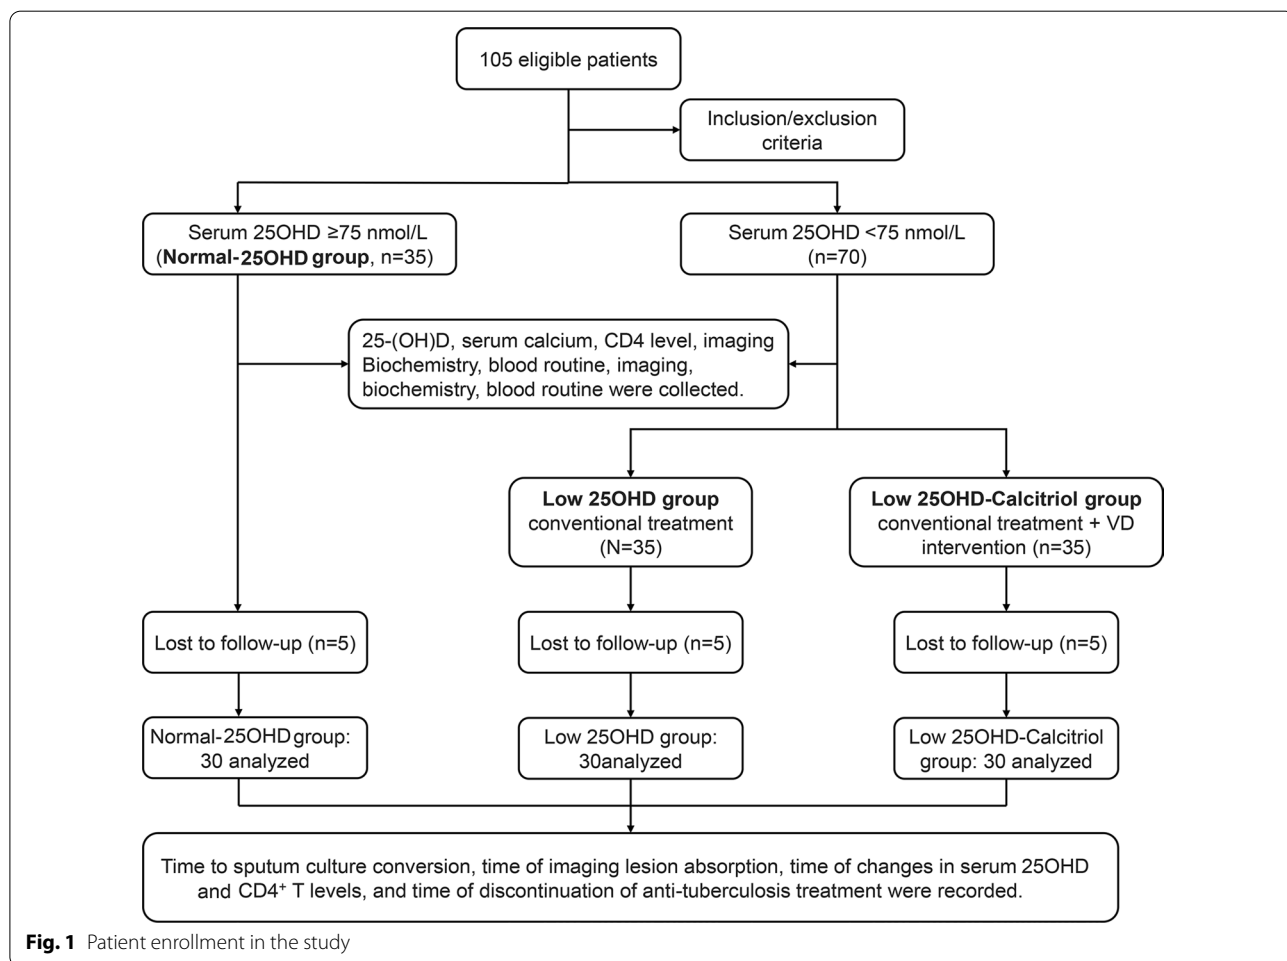 105 eligible patients
Inclusion/exclusion
criteria
Serum 25OHD ≥75 nmol/L
(Normal-25OHD group, n=35)
Serum 25OHD <75 nmol/L
(n=70)
25-(OH)D, serum calcium, CD4 level, imaging
Biochemistry, blood routine, imaging,
biochemistry, blood routine were collected.
Low 25OHD group
conventional treatment
(N=35)
Low 25OHD-Calcitriol group
conventional treatment + VD
intervention (n=35)
Lost to follow-up (n=5)
Lost to follow-up (n=5)
Lost to follow-up (n=5)
Normal-25OHD group:
30 analyzed
Low 25OHD group:
30analyzed
Low 25OHD-Calcitriol
group: 30 analyzed
Time to sputum culture conversion, time of imaging lesion absorption, time of changes in serum 25OHD
and CD4⁺ T levels, and time of discontinuation of anti-tuberculosis treatment were recorded.
Fig. 1 Patient enrollment in the study